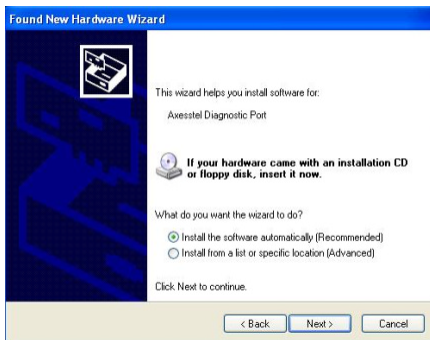 Found New Hardware Wizard
This wizard helps you install software for:
Axesstel Diagnostic Port
If your hardware came with an installation CD
or floppy disk, insert it now.
What do you want the wizard to do?
Install the software automatically (Recommended)
Install from a list or specific location (Advanced)
Click Next to continue.
< Back Next > Cancel